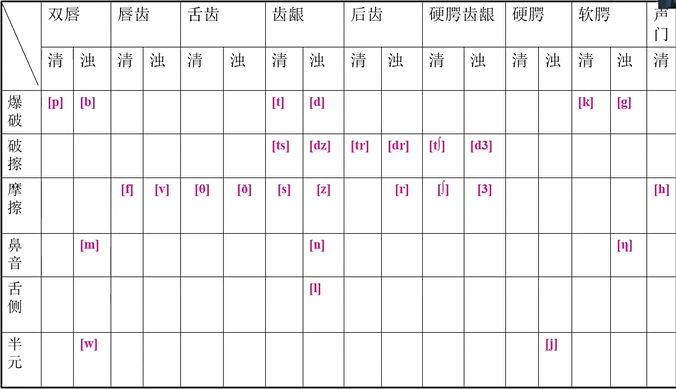 双唇 唇齿 舌齿 齿龈 后齿 硬腭齿龈 硬腭 软腭 声门
清 浊 清 浊 清 浊 清 浊 清 浊 清 浊 清 浊 清 浊 清
爆破 [p] [b] [t] [d] [k] [g]
破擦 [ts] [dz] [tr] [dr] [tʃ] [d3]
摩擦 [f] [v] [θ] [ð] [s] [z] [r] [ʃ] [3] [h]
鼻音 [m] [n] [η]
舌侧 [l]
半元 [w] [j]